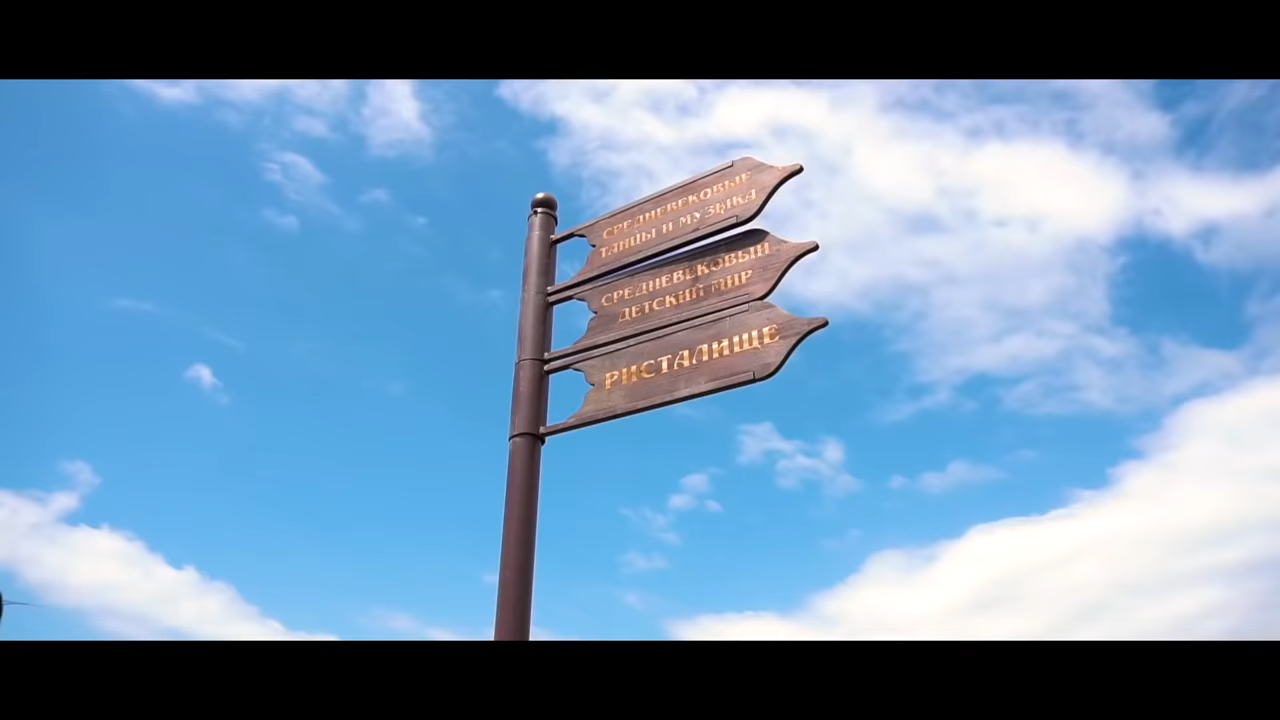 СРЕДНЕВЕКОВЫЕ
ТАНЦЫ И МУЗЫКА
СРЕДНЕВЕКОВЫЙ
ДЕТСКИЙ МИР
РИСТАЛИЩЕ